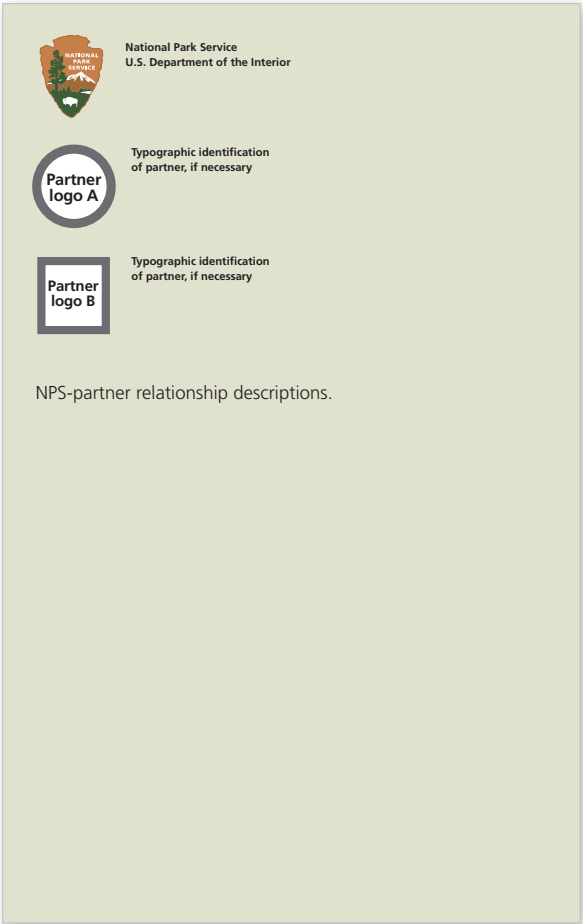 NATIONAL
PARK
SERVICE
National Park Service
U.S. Department of the Interior
Partner
logo A
Typographic identification
of partner, if necessary
Partner
logo B
Typographic identification
of partner, if necessary
NPS-partner relationship descriptions.